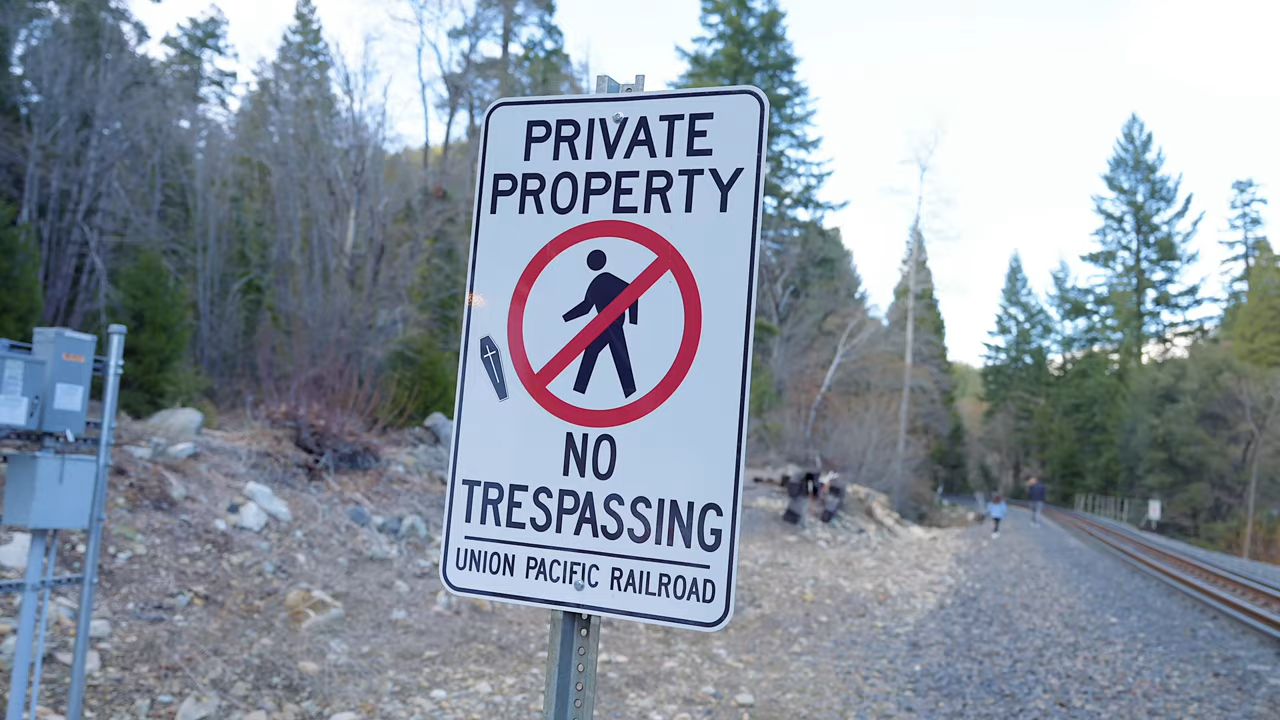 PRIVATE
PROPERTY
NO
TRESPASSING
UNION PACIFIC RAILROAD